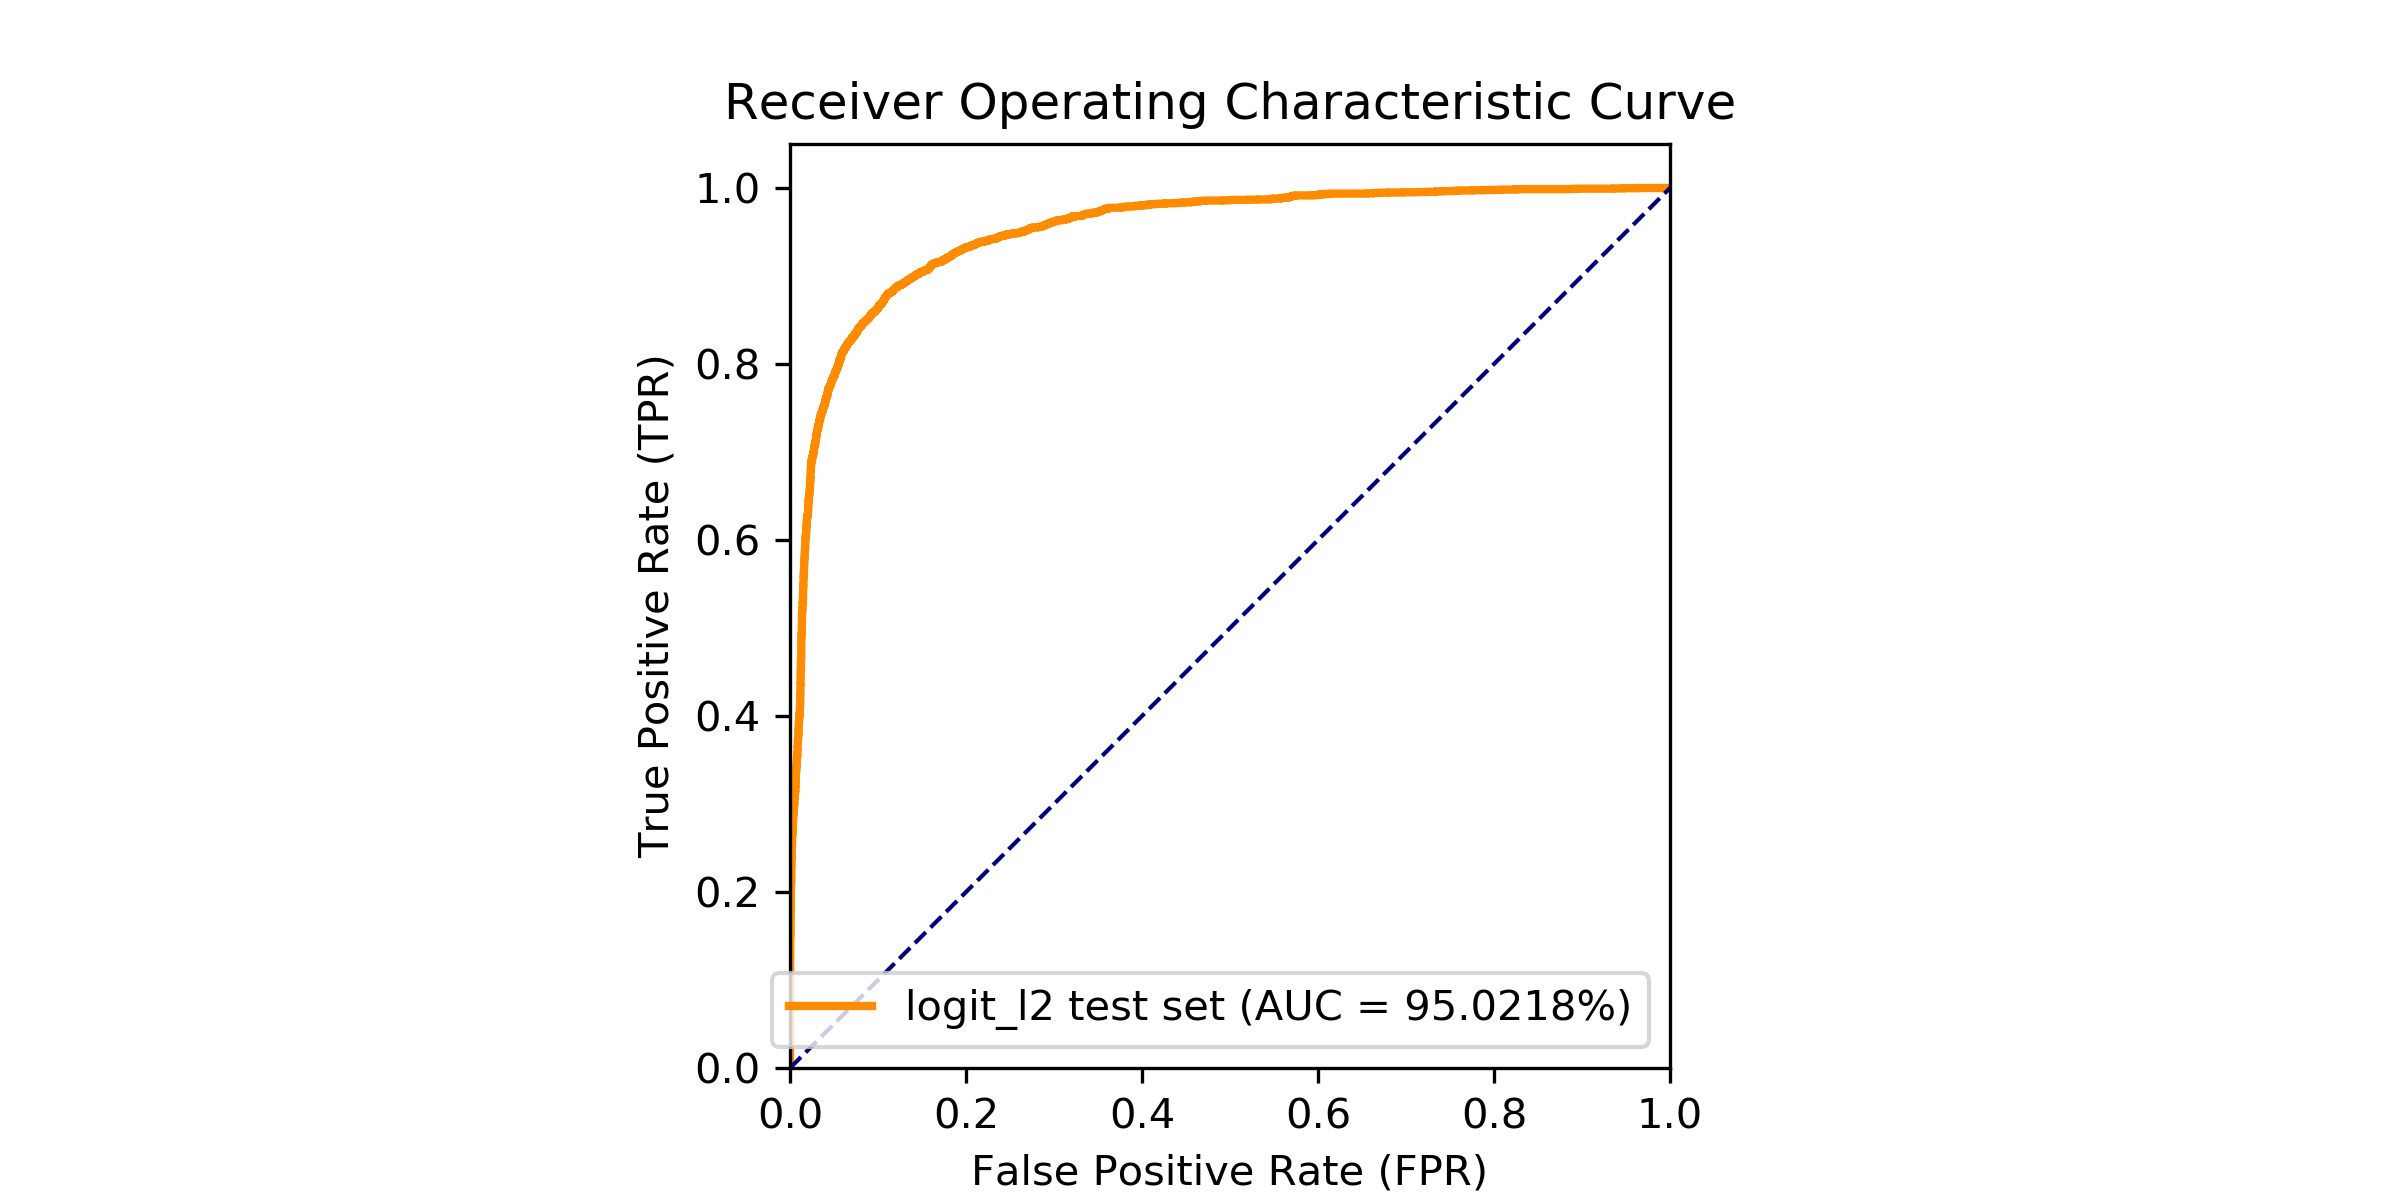 Receiver Operating Characteristic Curve
True Positive Rate (TPR)
1.0
0.8
0.6
0.4
0.2
0.0
logit_l2 test set (AUC = 95.0218%)
0.0 0.2 0.4 0.6 0.8 1.0
False Positive Rate (FPR)